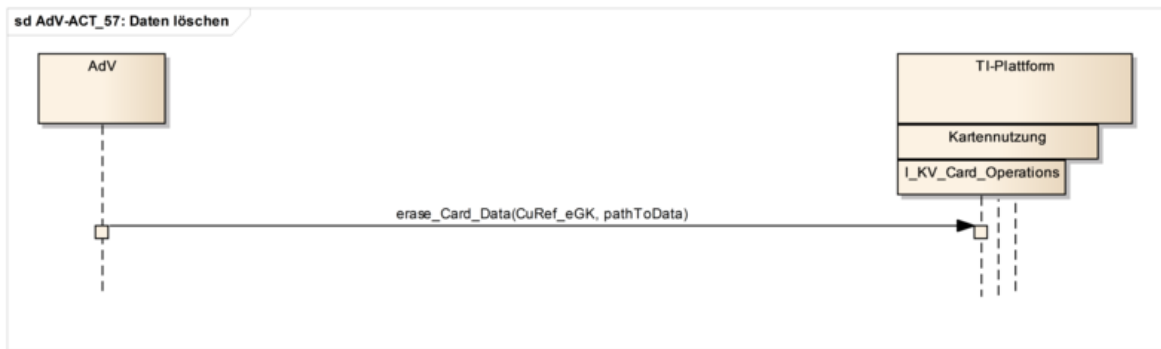 sd AdV-ACT_57: Daten löschen
AdV
TI-Plattform
Kartennutzung
I_KV_Card_Operations
erase_Card_Data(CuRef_eGK, pathToData)